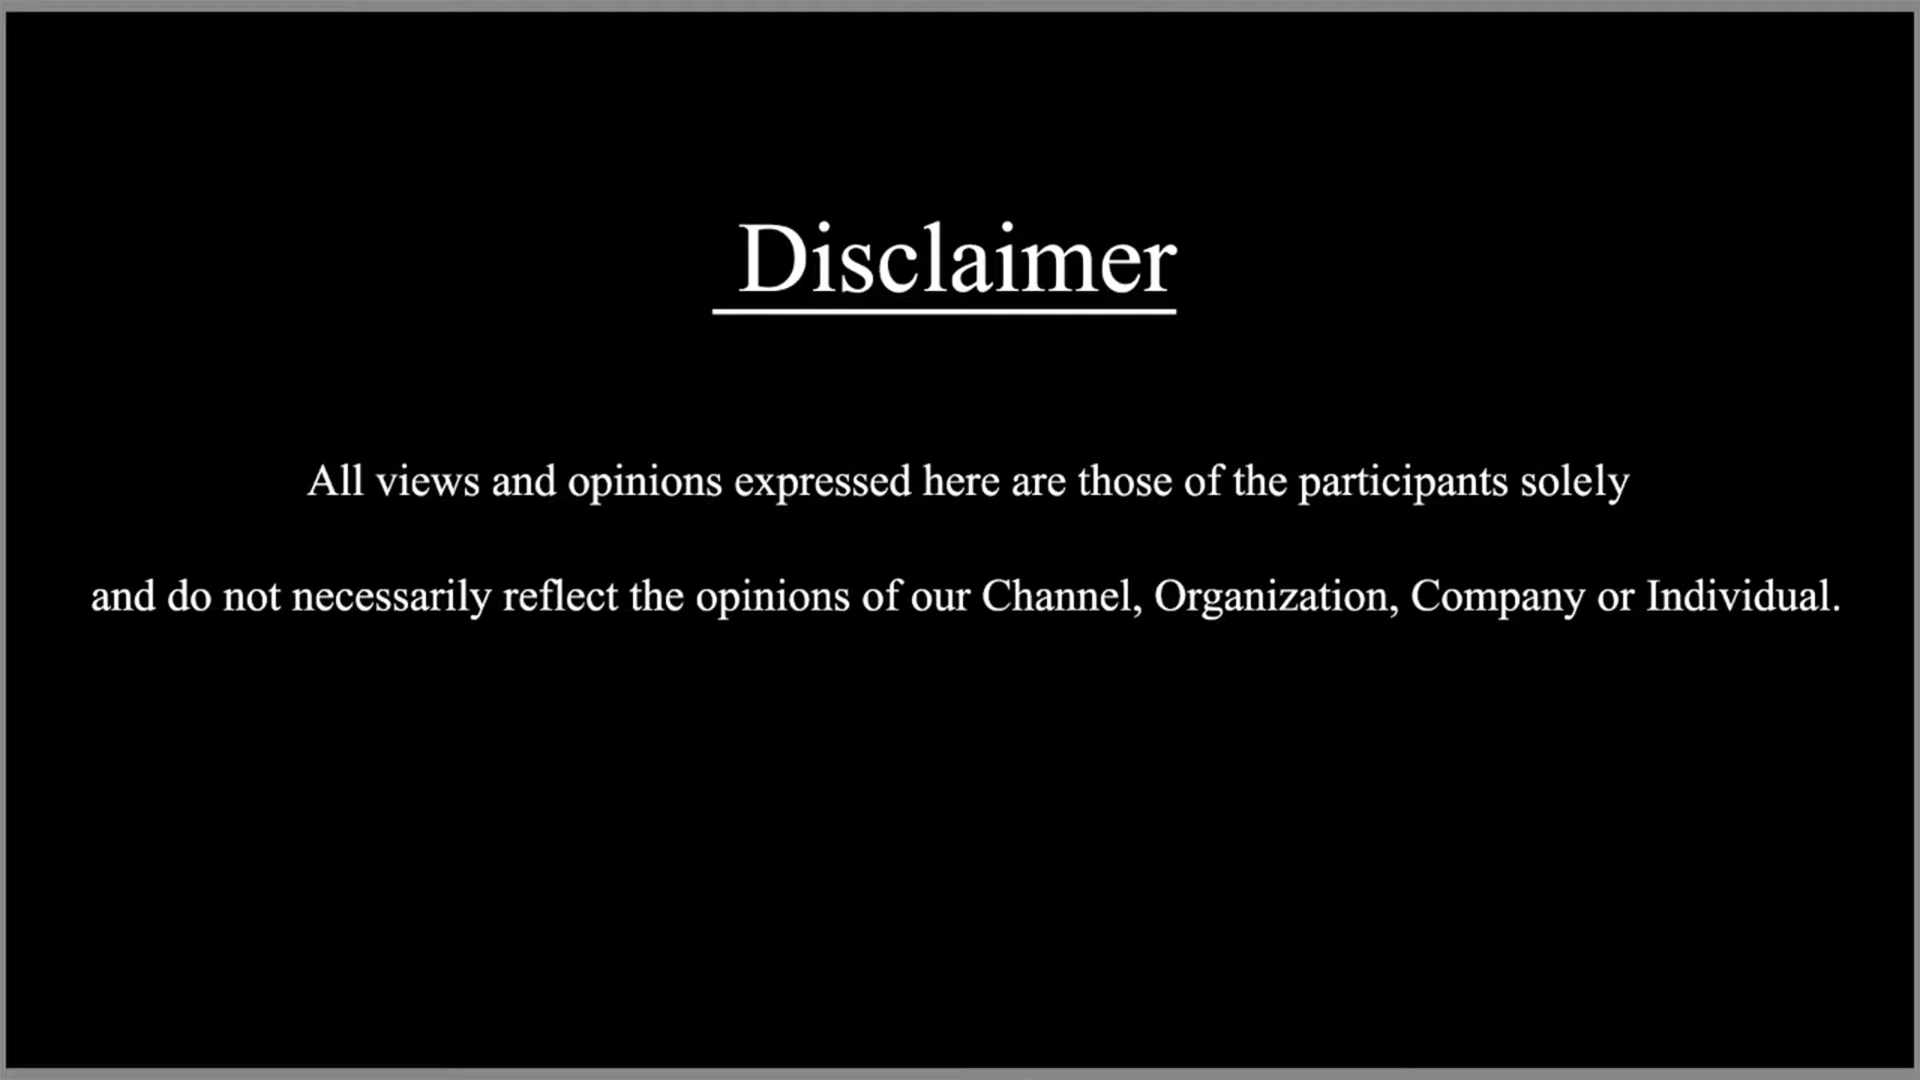 Disclaimer
All views and opinions expressed here are those of the participants solely
and do not necessarily reflect the opinions of our Channel, Organization, Company or Individual.